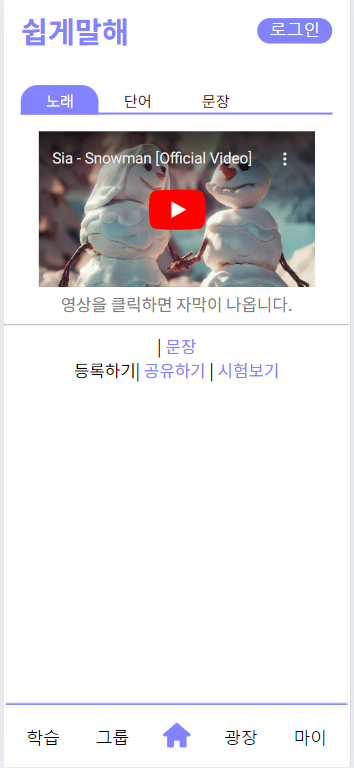 쉽게말해
로그인
노래 단어 문장
Sia - Snowman [Official Video]
영상을 클릭하면 자막이 나옵니다.
| 문장
등록하기| 공유하기 | 시험보기
학습 그룹 광장 마이